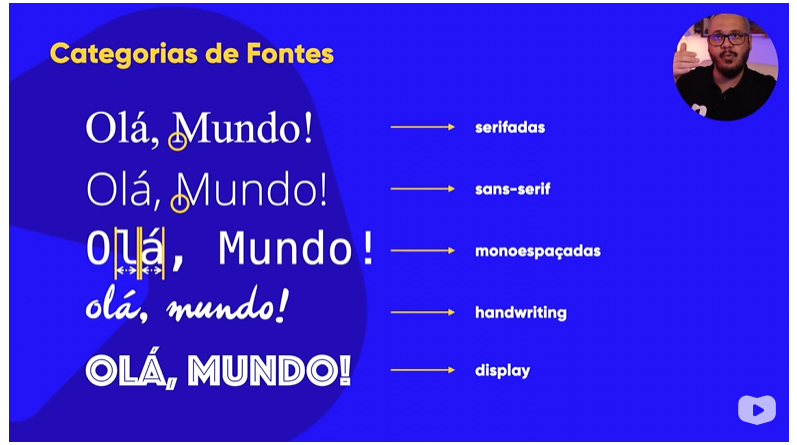 Categorias de Fontes
Olá, Mundo! serifadas
Olá, Mundo! sans-serif
Olá, Mundo! monoespaçadas
olá, mundo! handwriting
OLÁ, MUNDO! display